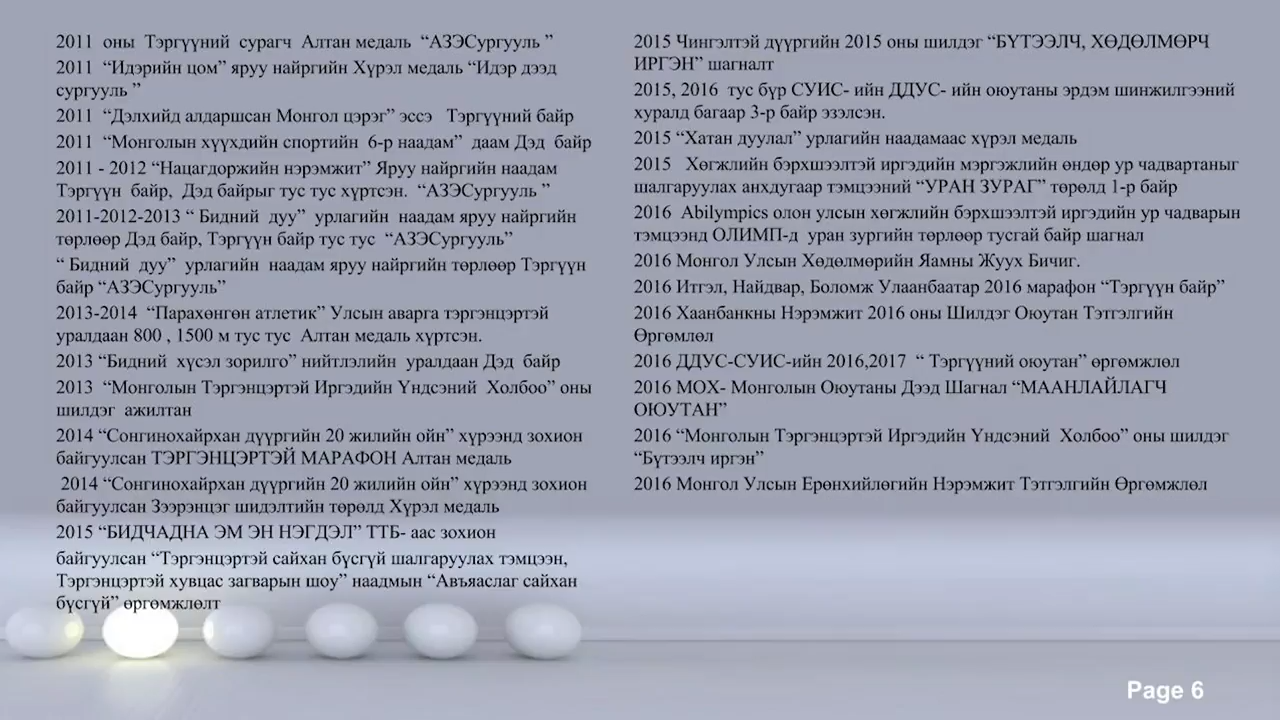 2011 оны Тэргүүний сурагч Алтан медаль “АЗЭСургууль ”
2011 “Идэрийн цом” яруу найргийн Хүрэл медаль “Идэр дээд
сургууль ”
2011 “Дэлхийд алдаршсан Монгол цэрэг” эссэ Тэргүүний байр
2011 “Монголын хүүхдийн спортийн 6-р наадам” даам Дэд байр
2011 - 2012 “Нацагдоржийн нэрэмжит” Яруу найргийн наадам
Тэргүүн байр, Дэд байрыг тус тус хүртсэн. “АЗЭСургууль ”
2011-2012-2013 “ Бидний дуу” урлагийн наадам яруу найргийн
төрлөөр Дэд байр, Тэргүүн байр тус тус “АЗЭСургууль”
“ Бидний дуу” урлагийн наадам яруу найргийн төрлөөр Тэргүүн
байр “АЗЭСургууль”
2013-2014 “Парахөнгөн атлетик” Улсын аварга тэргэнцэртэй
уралдаан 800 , 1500 м тус тус Алтан медаль хүртсэн.
2013 “Бидний хүсэл зорилго” нийтлэлийн уралдаан Дэд байр
2013 “Монголын Тэргэнцэртэй Иргэдийн Үндсэний Холбоо” оны
шилдэг ажилтан
2014 “Сонгинохайрхан дүүргийн 20 жилийн ойн” хүрээнд зохион
байгуулсан ТЭРГЭНЦЭРТЭЙ МАРАФОН Алтан медаль
2014 “Сонгинохайрхан дүүргийн 20 жилийн ойн” хүрээнд зохион
байгуулсан Зээрэнцэг шидэлтийн төрөлд Хүрэл медаль
2015 “БИДЧАДНА ЭМ ЭН НЭГДЭЛ” ТТБ- аас зохион
байгуулсан “Тэргэнцэртэй сайхан бүсгүй шалгаруулах тэмцээн,
Тэргэнцэртэй хувцас загварын шоу” наадмын “Авъяаслаг сайхан
бүсгүй” өргөмжлөлт
2015 Чингэлтэй дүүргийн 2015 оны шилдэг “БҮТЭЭЛЧ, ХӨДӨЛМӨРЧ
ИРГЭН” шагналт
2015, 2016 тус бүр СУИС- ийн ДДУС- ийн оюутаны эрдэм шинжилгээний
хуралд багаар 3-р байр эзэлсэн.
2015 “Хатан дуулал” урлагийн наадамаас хүрэл медаль
2015 Хөгжлийн бэрхшээлтэй иргэдийн мэргэжлийн өндөр ур чадвартаныг
шалгаруулах анхдугаар тэмцээний “УРАН ЗУРАГ” төрөлд 1-р байр
2016 Abilympics олон улсын хөгжлийн бэрхшээлтэй иргэдийн ур чадварын
тэмцээнд ОЛИМП-д уран зургийн төрлөөр тусгай байр шагнал
2016 Монгол Улсын Хөдөлмөрийн Яамны Жуух Бичиг.
2016 Итгэл, Найдвар, Боломж Улаанбаатар 2016 марафон “Тэргүүн байр”
2016 Хаанбанкны Нэрэмжит 2016 оны Шилдэг Оюутан Тэтгэлгийн
Өргөмлөл
2016 ДДУС-СУИС-ийн 2016,2017 “ Тэргүүний оюутан” өргөмжлөл
2016 МОХ- Монголын Оюутаны Дээд Шагнал “МААНЛАЙЛАГЧ
ОЮУТАН”
2016 “Монголын Тэргэнцэртэй Иргэдийн Үндсэний Холбоо” оны шилдэг
“Бүтээлч иргэн”
2016 Монгол Улсын Ерөнхийлөгийн Нэрэмжит Тэтгэлгийн Өргөмжлөл
Page 6